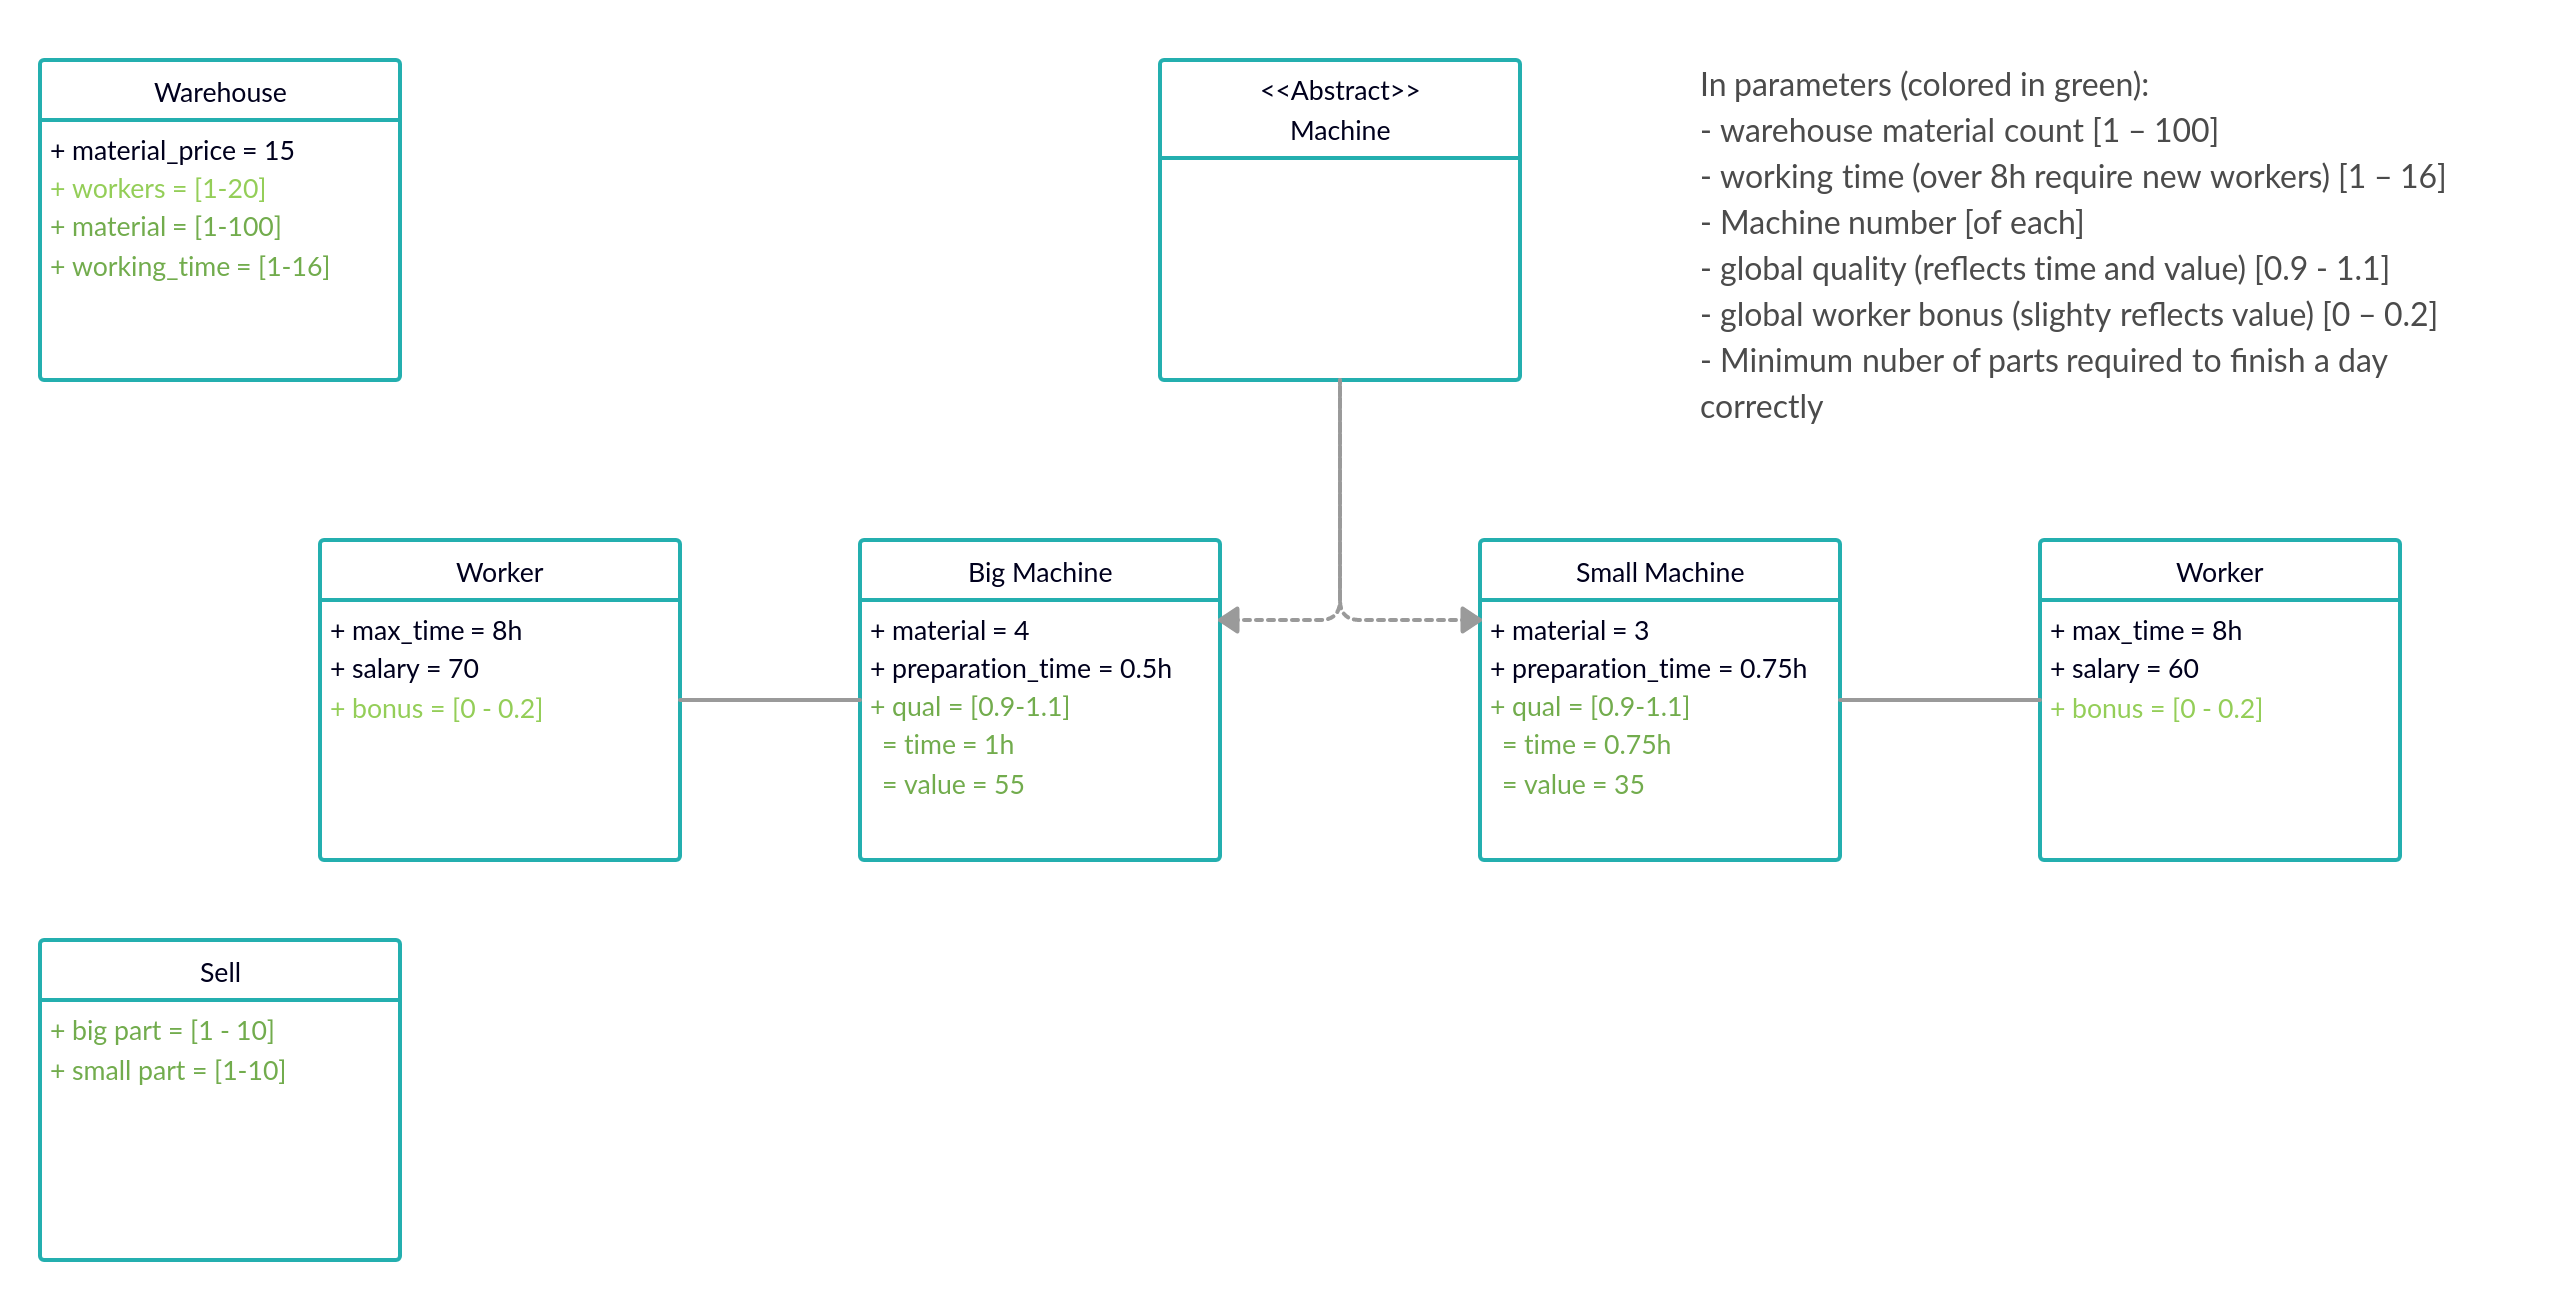 Warehouse
+ material_price = 15
+ workers = [1-20]
+ material = [1-100]
+ working_time = [1-16]
<<Abstract>>
Machine
In parameters (colored in green):
- warehouse material count [1 – 100]
- working time (over 8h require new workers) [1 – 16]
- Machine number [of each]
- global quality (reflects time and value) [0.9 - 1.1]
- global worker bonus (slighty reflects value) [0 – 0.2]
- Minimum nuber of parts required to finish a day
correctly
Worker
+ max_time = 8h
+ salary = 70
+ bonus = [0 - 0.2]
Big Machine
+ material = 4
+ preparation_time = 0.5h
+ qual = [0.9-1.1]
= time = 1h
= value = 55
Small Machine
+ material = 3
+ preparation_time = 0.75h
+ qual = [0.9-1.1]
= time = 0.75h
= value = 35
Worker
+ max_time = 8h
+ salary = 60
+ bonus = [0 - 0.2]
Sell
+ big part = [1 - 10]
+ small part = [1-10]